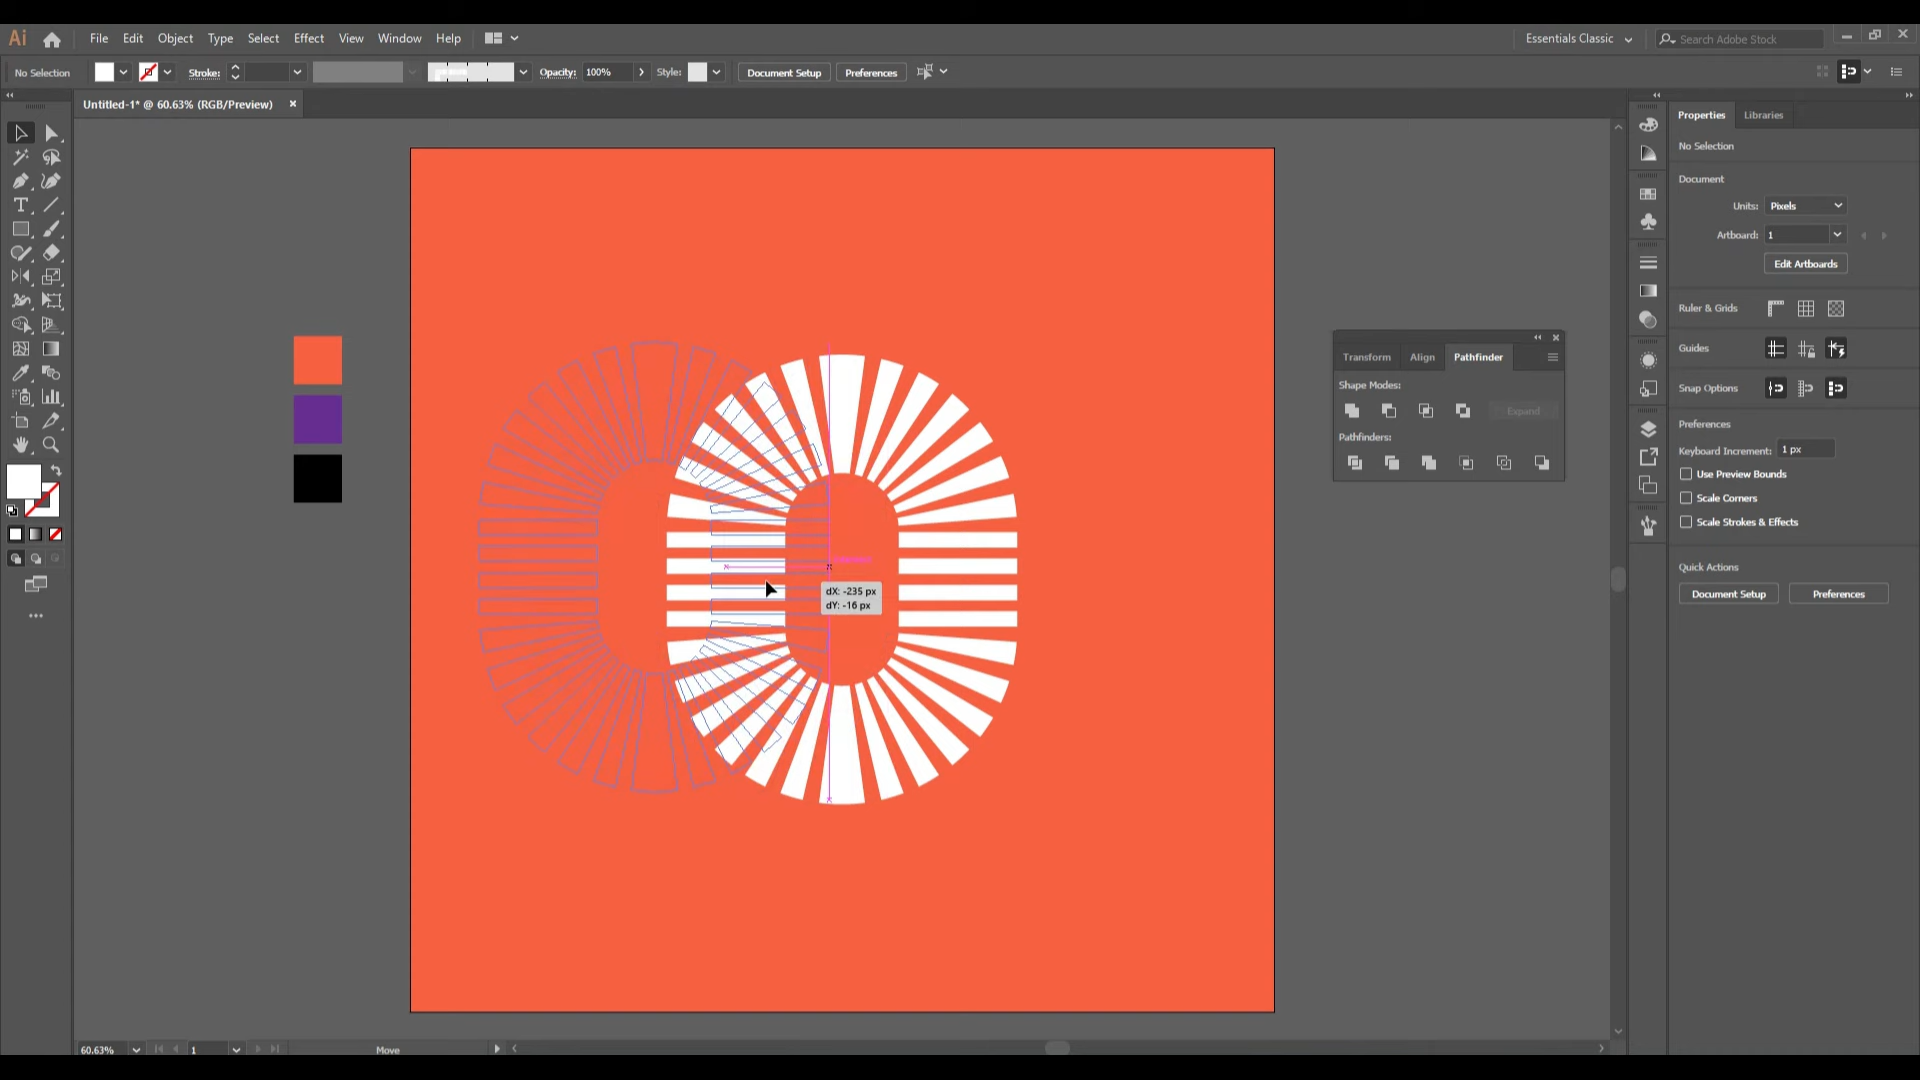 Ai File Edit Object Type Select Effect View Window Help Essentials Classic Search Adobe Stock
No Selection Stroke: Opacity: 100% Style: Document Setup Preferences
Untitled-1* @ 60.63% (RGB/Preview)
Properties Libraries
No Selection
Document
Units: Pixels
Artboard: 1
Edit Artboards
Ruler & Grids
Guides
Snap Options
Preferences
Keyboard Increment: 1 px
Use Preview Bounds
Scale Corners
Scale Strokes & Effects
Quick Actions
Document Setup Preferences
Transform Align Pathfinder
Shape Modes:
Expand
Pathfinders:
dX: -235 px
dY: -16 px
60.63% 1 Move